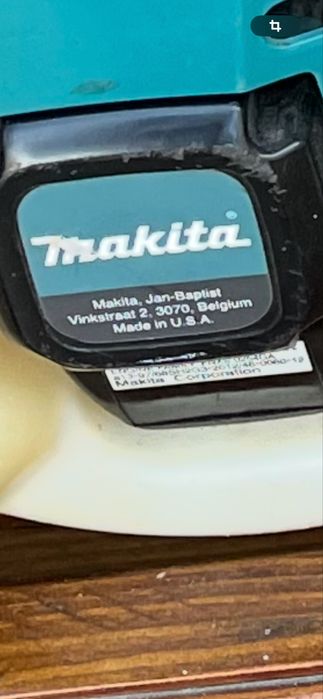 makita
Makita, Jan-Baptist
Vinkstraat 2, 3070, Belgium
Made in U.S.A.
Makita Corporation